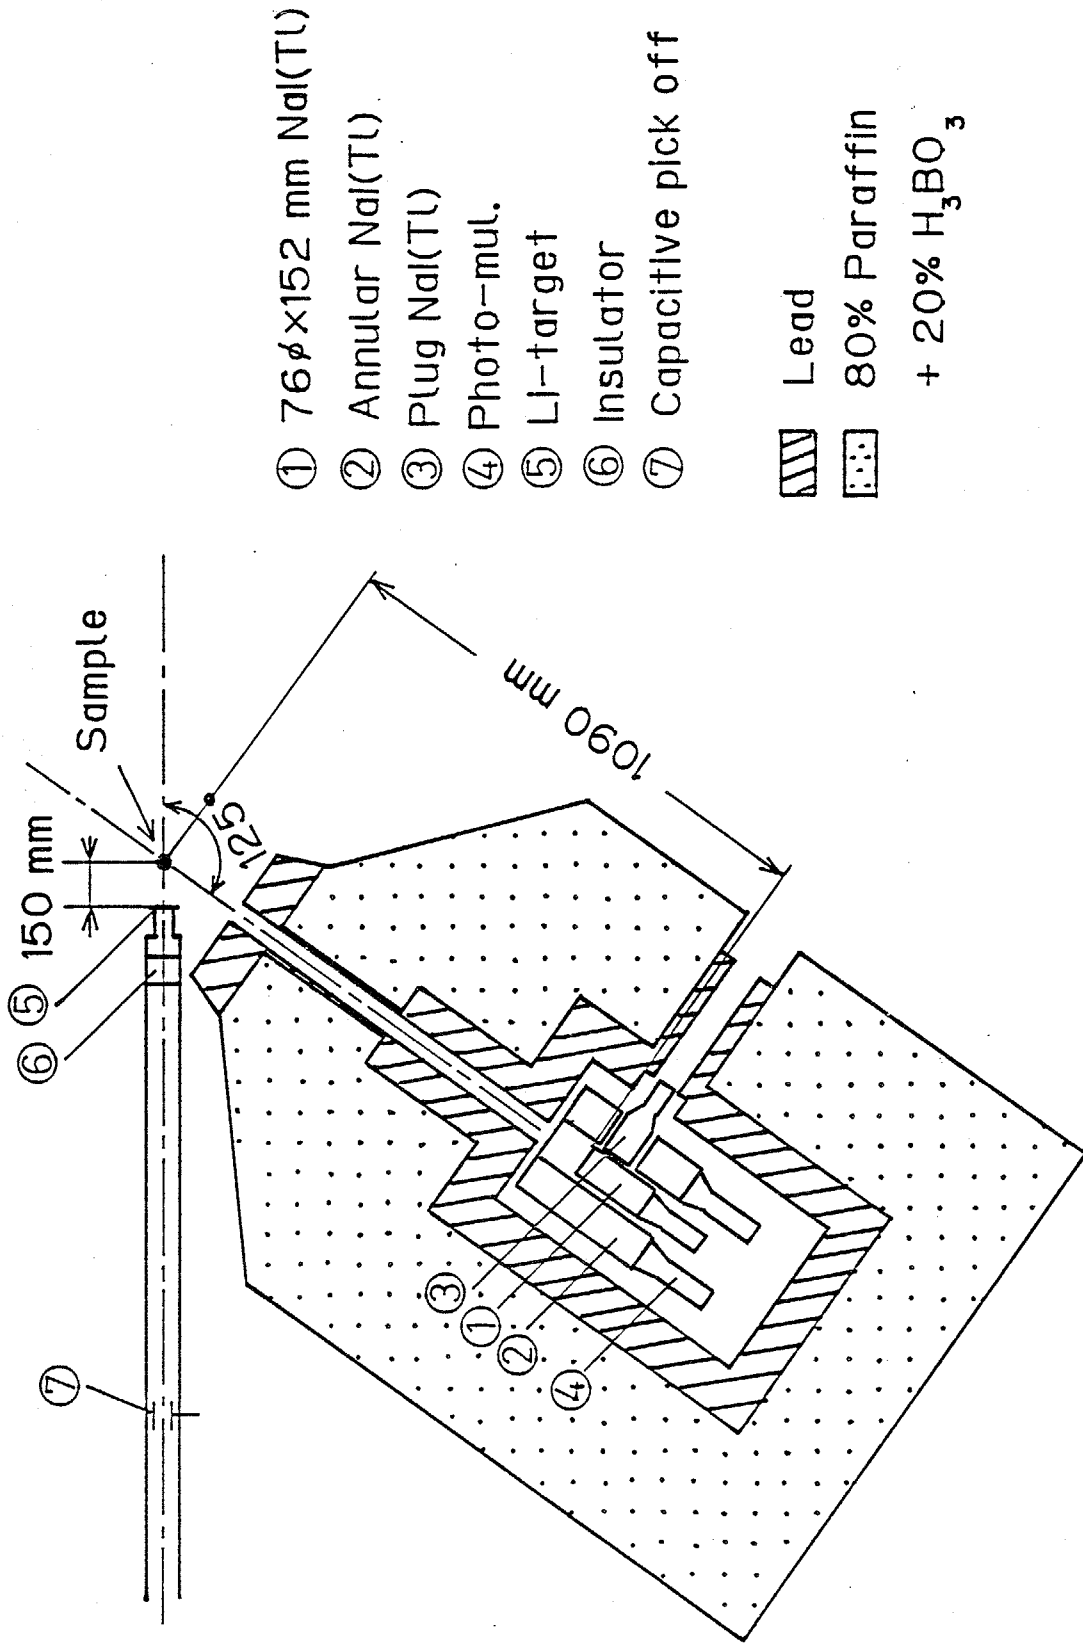 ⑦
⑥ ⑤
150 mm
Sample
125°
1090 mm
③
①
②
④
① 76∮×152 mm NaI(Tl)
② Annular NaI(Tl)
③ Plug NaI(Tl)
④ Photo-mul.
⑤ LI-target
⑥ Insulator
⑦ Capacitive pick off
Lead
80% Paraffin
+ 20% H₃BO₃